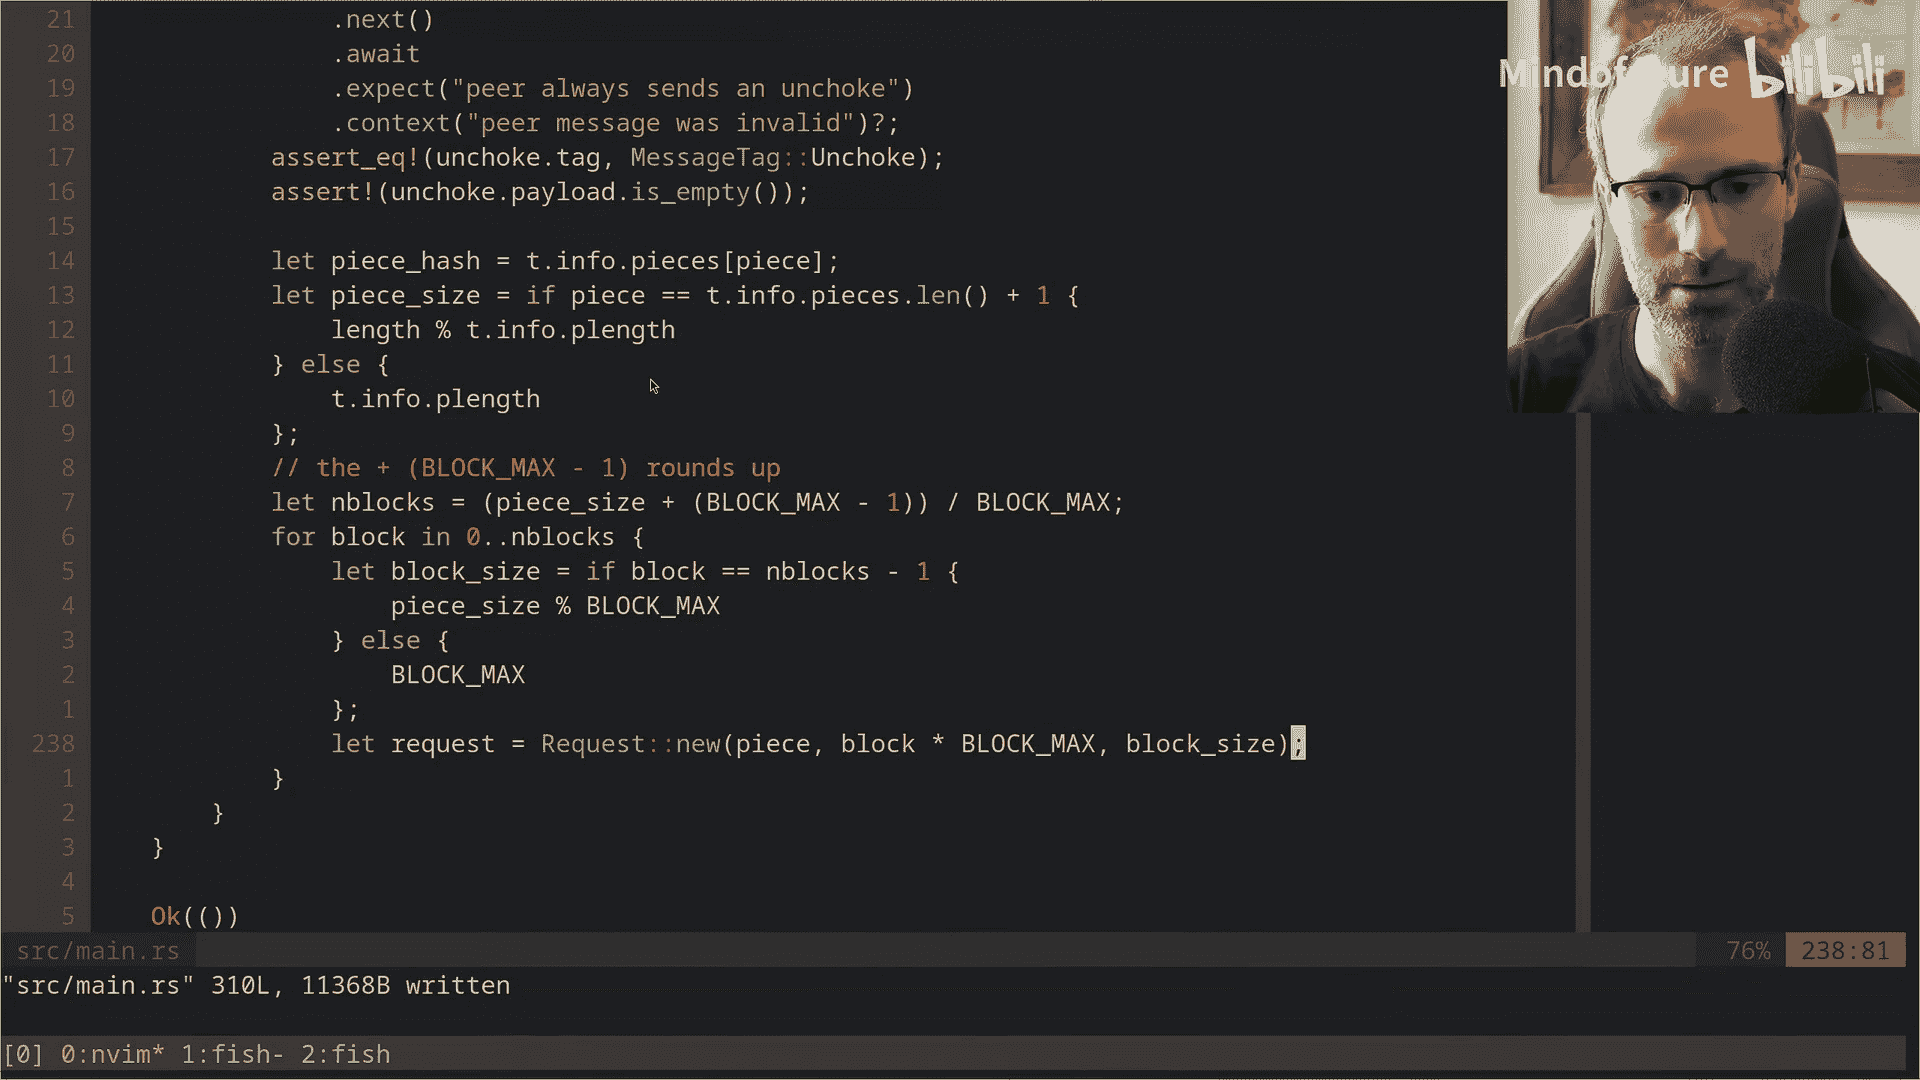 21 .next()
20 .await
19 .expect("peer always sends an unchoke")
18 .context("peer message was invalid")?;
17 assert_eq!(unchoke.tag, MessageTag::Unchoke);
16 assert!(unchoke.payload.is_empty());
15
14 let piece_hash = t.info.pieces[piece];
13 let piece_size = if piece == t.info.pieces.len() + 1 {
12 length % t.info.plength
11 } else {
10 t.info.plength
9 };
8 // the + (BLOCK_MAX - 1) rounds up
7 let nblocks = (piece_size + (BLOCK_MAX - 1)) / BLOCK_MAX;
6 for block in 0..nblocks {
5 let block_size = if block == nblocks - 1 {
4 piece_size % BLOCK_MAX
3 } else {
2 BLOCK_MAX
1 };
238 let request = Request::new(piece, block * BLOCK_MAX, block_size);
1 }
2 }
3 }
4
5 Ok(())
src/main.rs 76% 238:81
"src/main.rs" 310L, 11368B written
[0] 0:nvim* 1:fish- 2:fish
bilibili